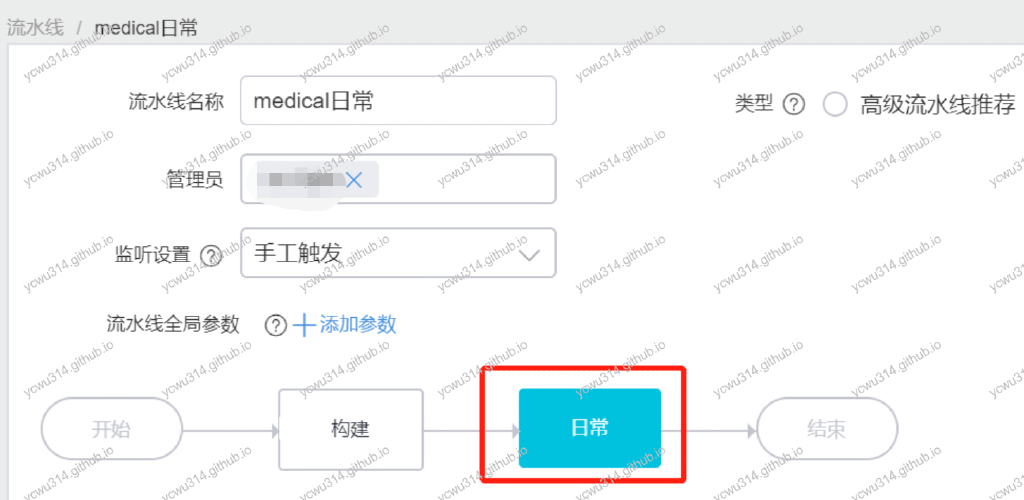 流水线 / medical日常
流水线名称 medical日常 类型 ? 高级流水线推荐
管理员
监听设置 ? 手工触发
流水线全局参数 ? 添加参数
开始 构建 日常 结束
ycwu314.github.io